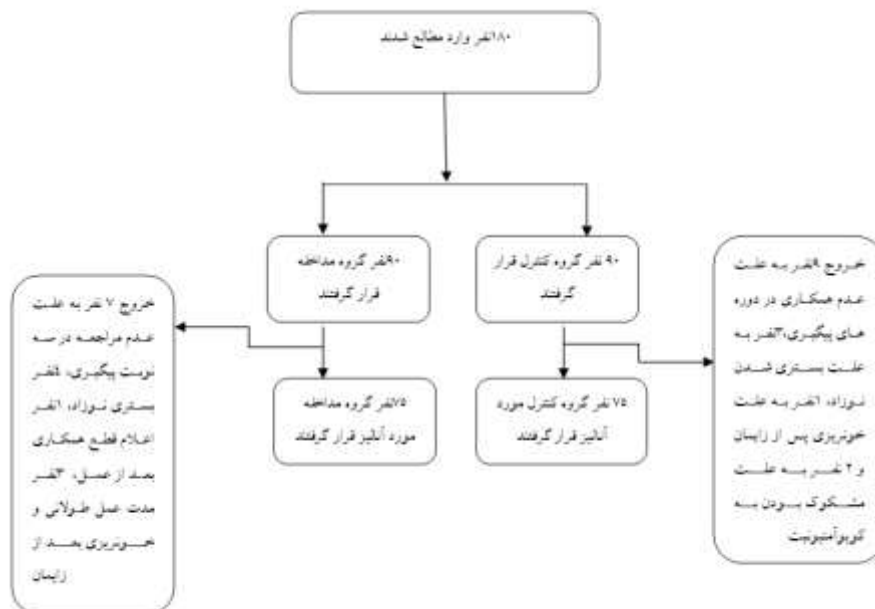 ۱۸۰نفر وارد مطالع شدند
۹۰نفر گروه مداخله
قرار گرفتند
۹۰ نفر گروه کنترل قرار
گرفتند
خروج ۹نفر به علت
عدم همکاری در دوره
های پیگیری،۳نفر به
علت بستری شدن
نوزاد، ۱نفر به علت
خونریزی پس از زایمان
و ۲ نفر به علت
مشکوک بودن به
کوریوآمنیونیت
خروج ۷ نفر به علت
عدم مراجعه در سه
نوبت پیگیری، نفر
بستری نوزاد، ۱نفر
اعلام قطع همکاری
بعد از عمل، ۳نفر
مدت عمل طولانی و
خونریزی بعد از
زایمان
۷۵نفر گروه مداخله
مورد آنالیز قرار گرفتند
۷۵ نفر گروه کنترل مورد
آنالیز قرار گرفتند